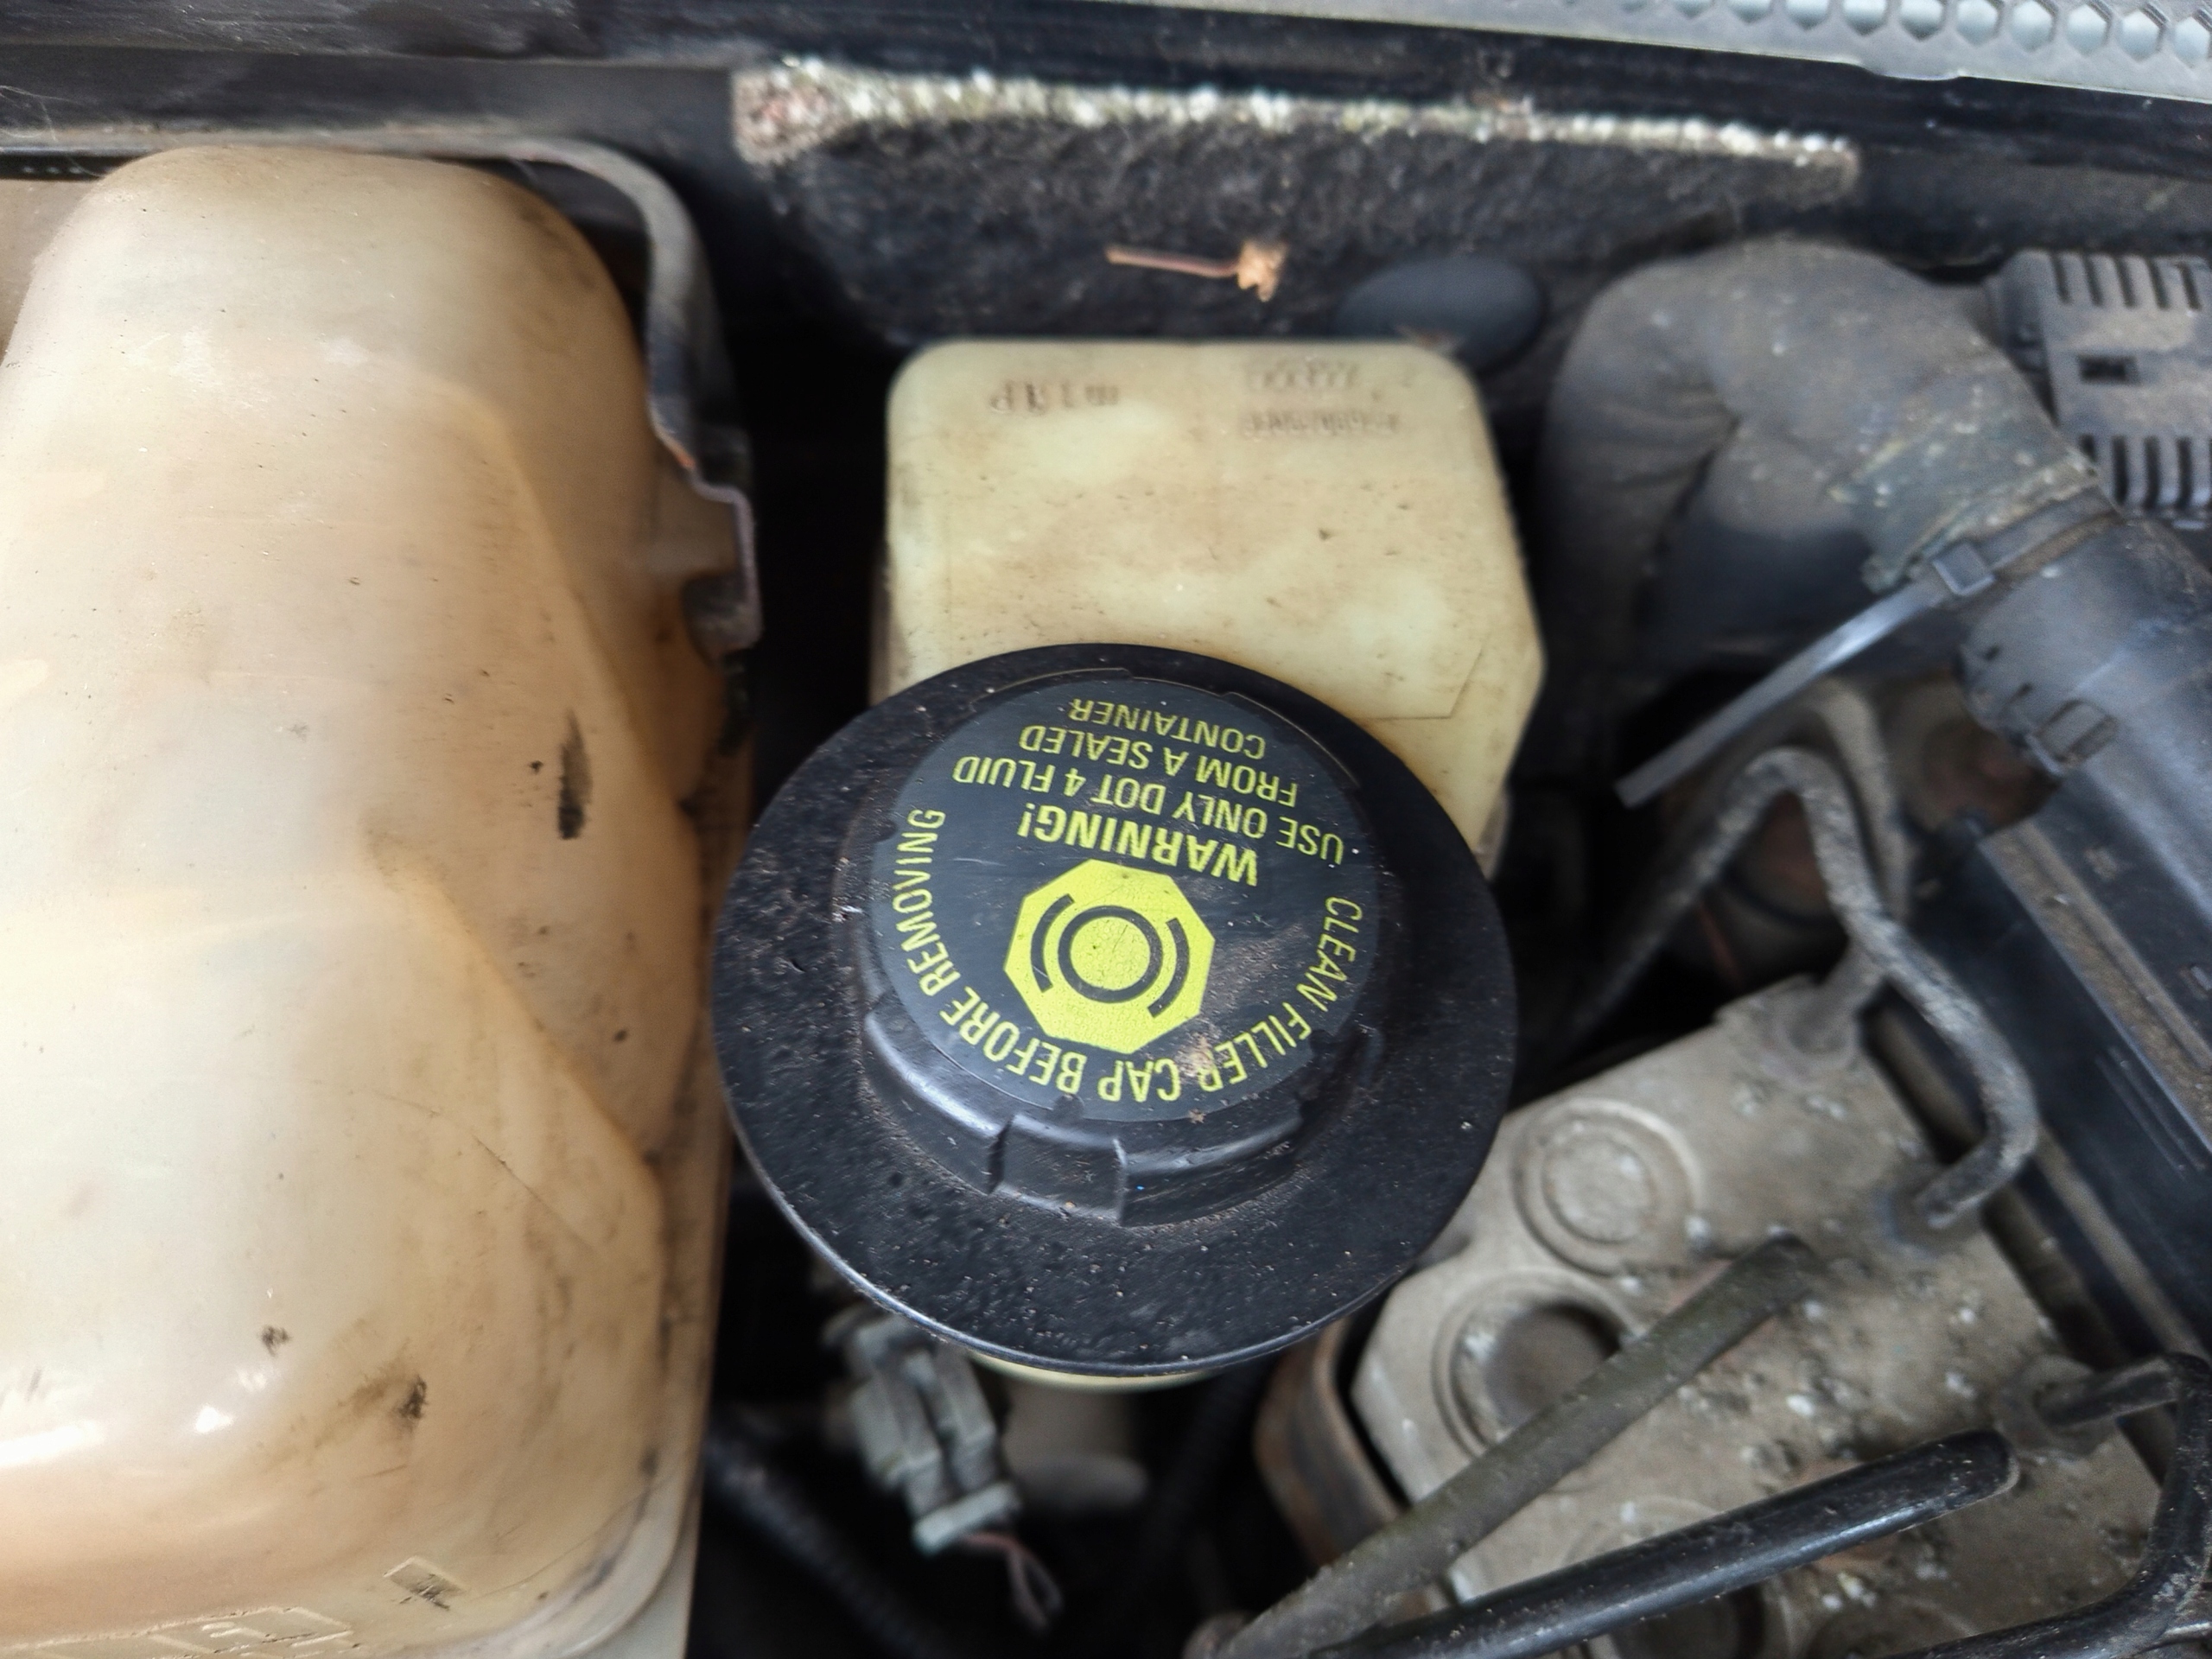 WARNING!
USE ONLY DOT 4 FLUID
FROM A SEALED
CONTAINER
CLEAN FILLER CAP BEFORE REMOVING